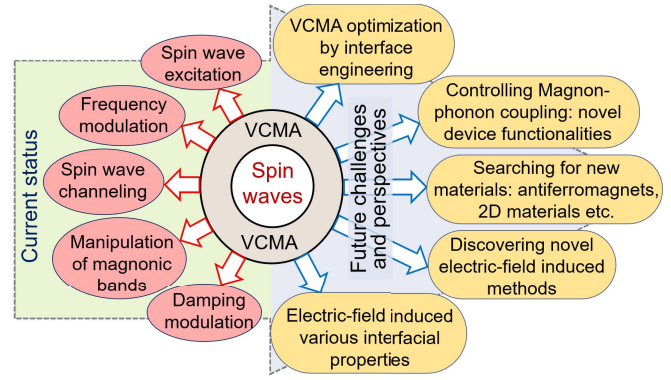 Current status
Spin wave
excitation
Frequency
modulation
Spin wave
channeling
Manipulation
of magnonic
bands
Damping
modulation
VCMA
Spin
waves
VCMA
Future challenges
and perspectives
VCMA optimization
by interface
engineering
Controlling Magnon-
phonon coupling: novel
device functionalities
Searching for new
materials: antiferromagnets,
2D materials etc.
Discovering novel
electric-field induced
methods
Electric-field induced
various interfacial
properties